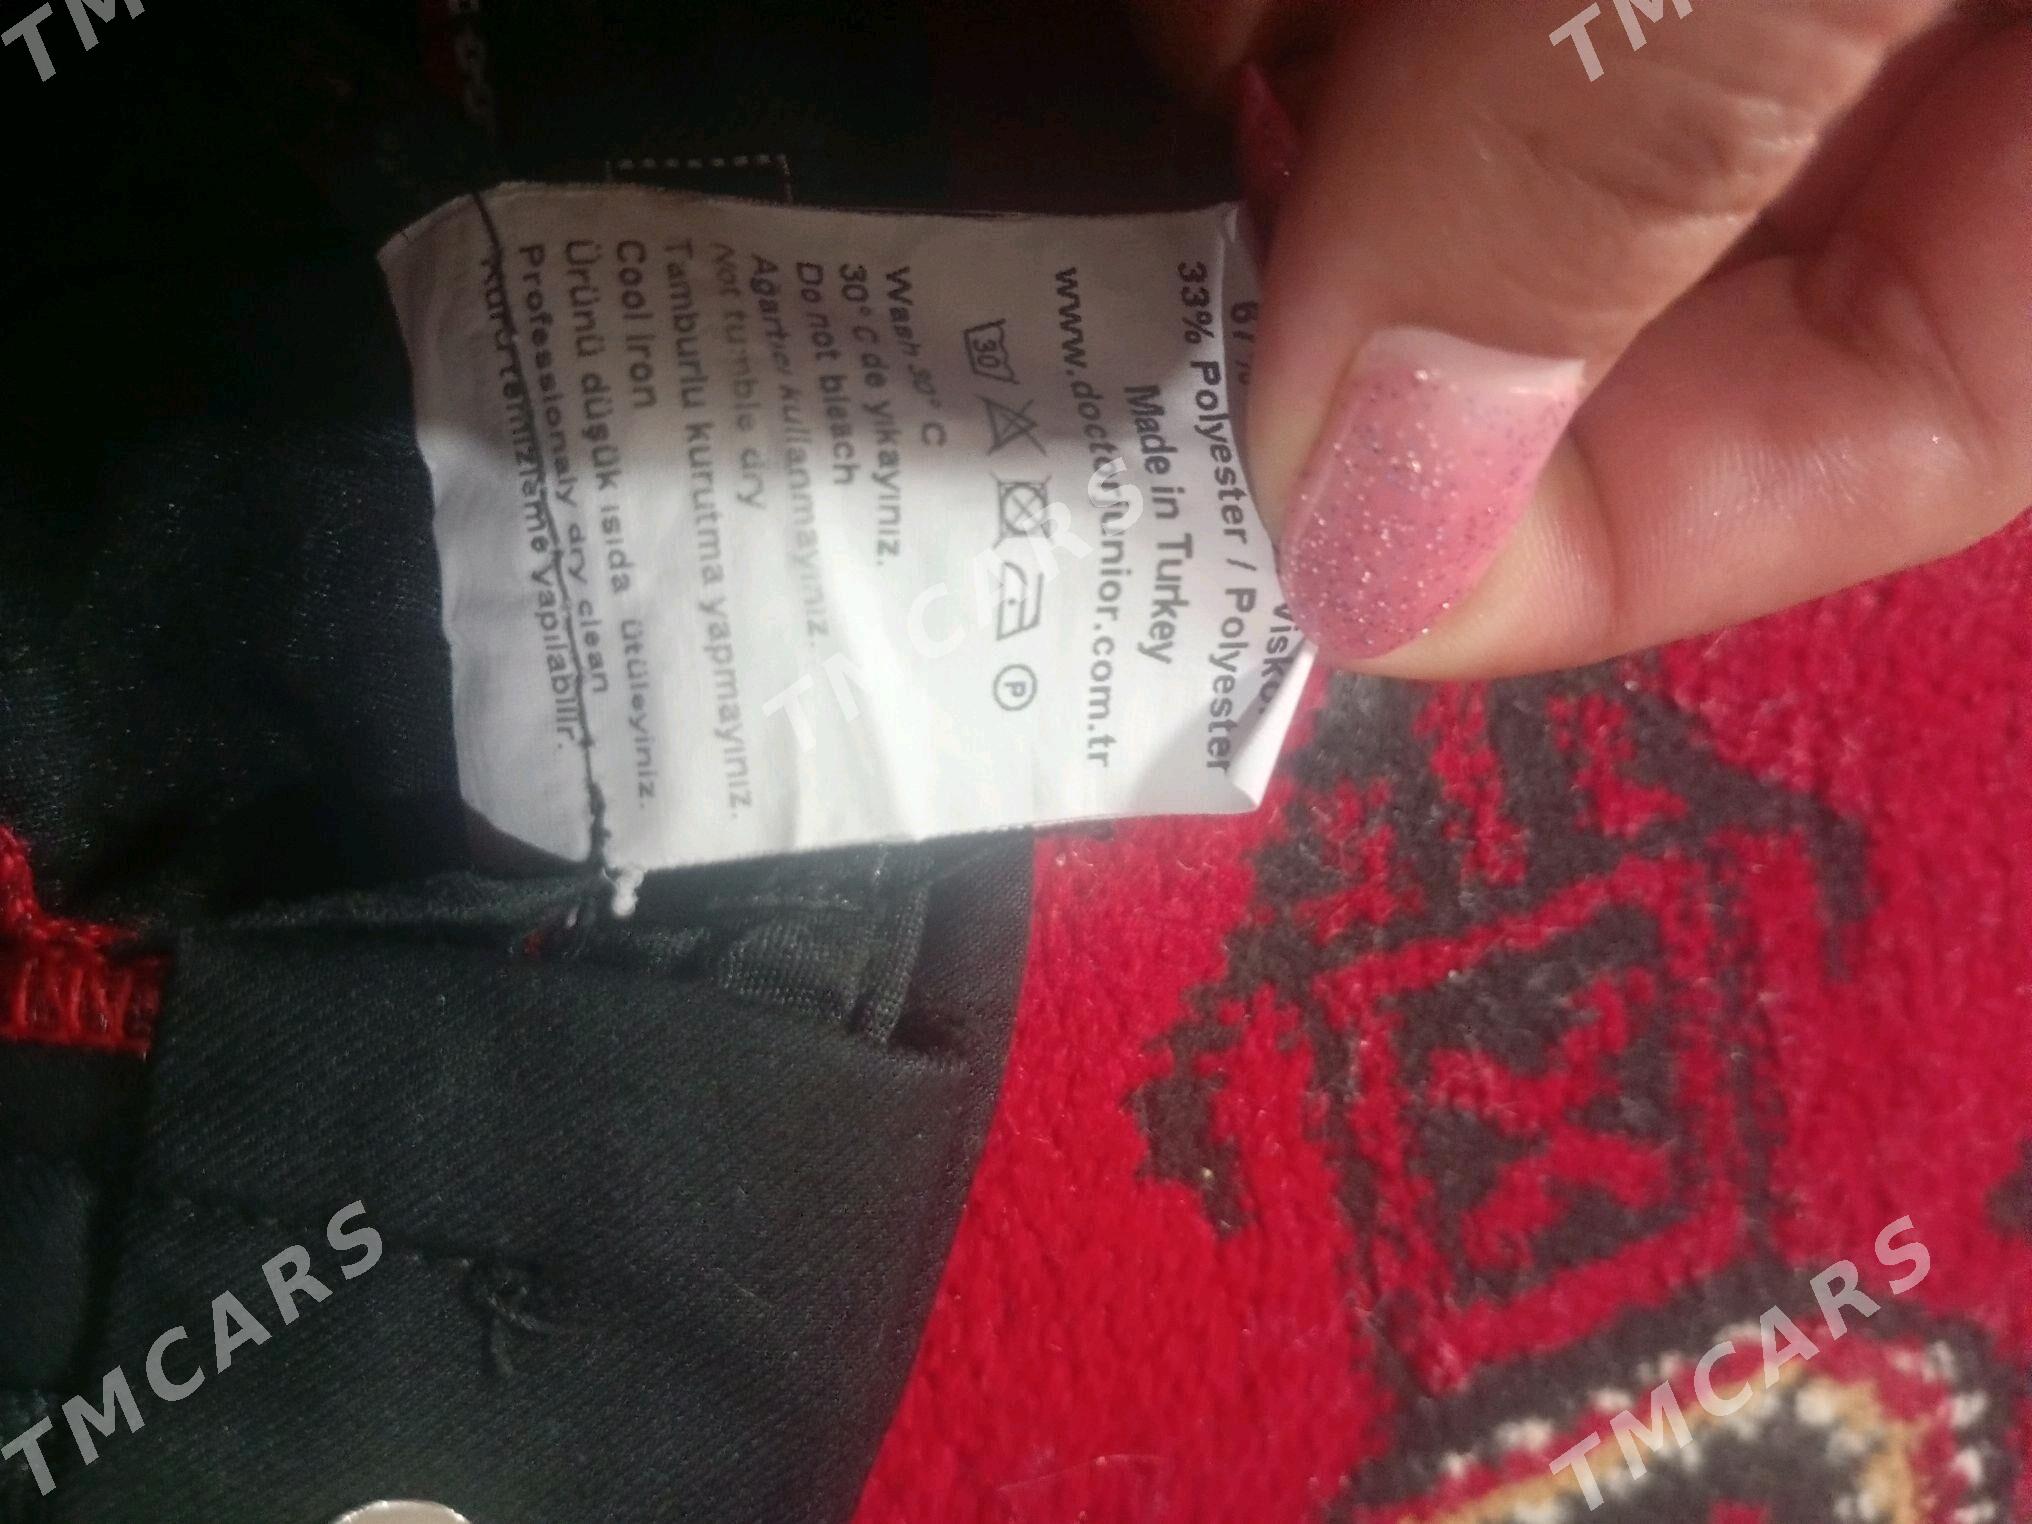 Viskon
33% Polyester / Polyester
Made in Turkey
www.doctorjunior.com.tr
30
P
Wash 30° C
30° C de yıkayınız.
Do not bleach
Ağartıcı kullanmayınız.
Not tumble dry
Tamburlu kurutma yapmayınız.
Cool iron
Ürünü düşük ısıda ütüleyiniz.
Professionaly dry clean
Kuru temizleme yapılabilir.
TMCARS
TMCARS
TMCARS